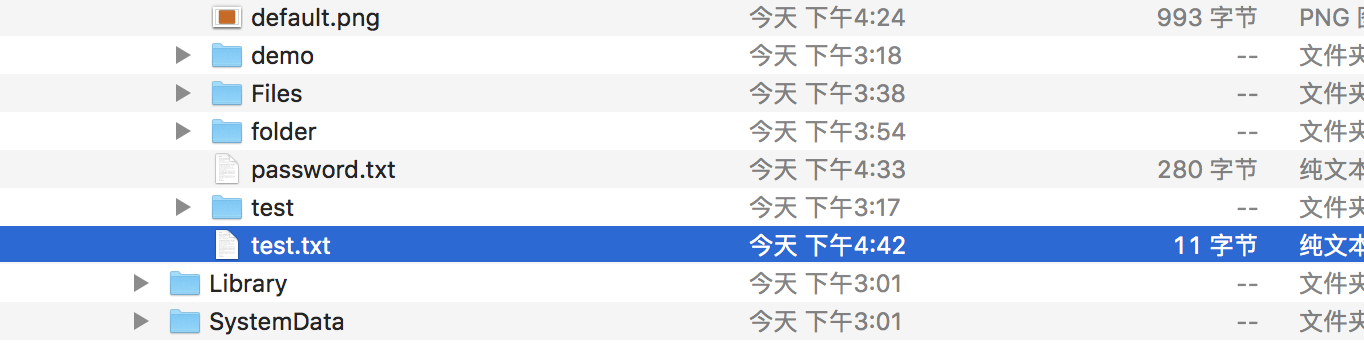 default.png 今天 下午4:24 993 字节 PNG
demo 今天 下午3:18 -- 文件夹
Files 今天 下午3:38 -- 文件夹
folder 今天 下午3:54 -- 文件夹
password.txt 今天 下午4:33 280 字节 纯文本
test 今天 下午3:17 -- 文件夹
test.txt 今天 下午4:42 11 字节 纯文本
Library 今天 下午3:01 -- 文件夹
SystemData 今天 下午3:01 -- 文件夹